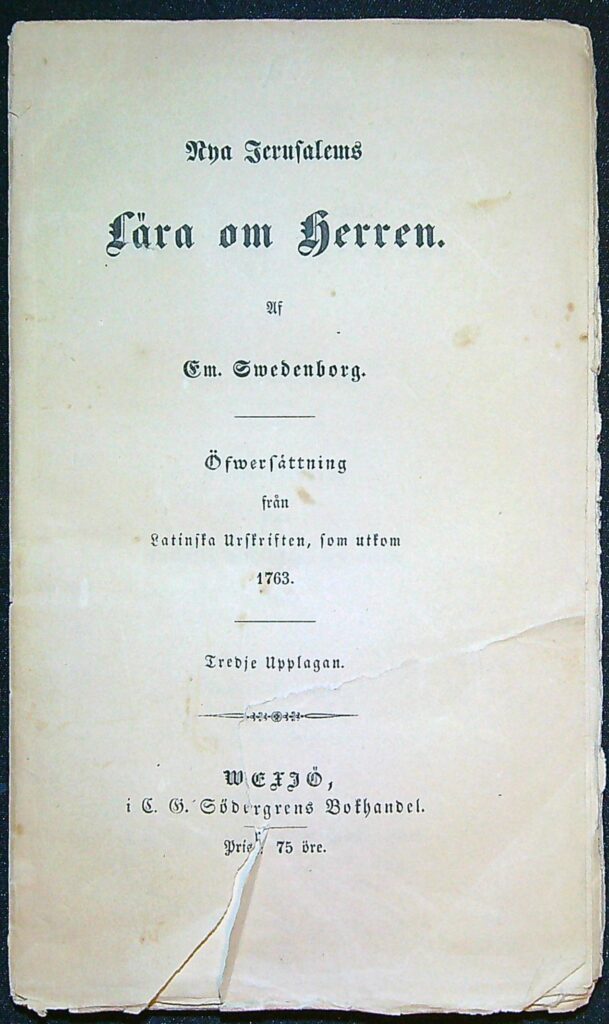 Nya Jerusalems
Lära om Herren.
Af
Em. Swedenborg.
Öfwersättning
från
Latinska Urskriften, som utkom
1763.
Tredje Upplagan.
WEXJÖ,
i C. G. Södergrens Bokhandel.
Pris: 75 öre.